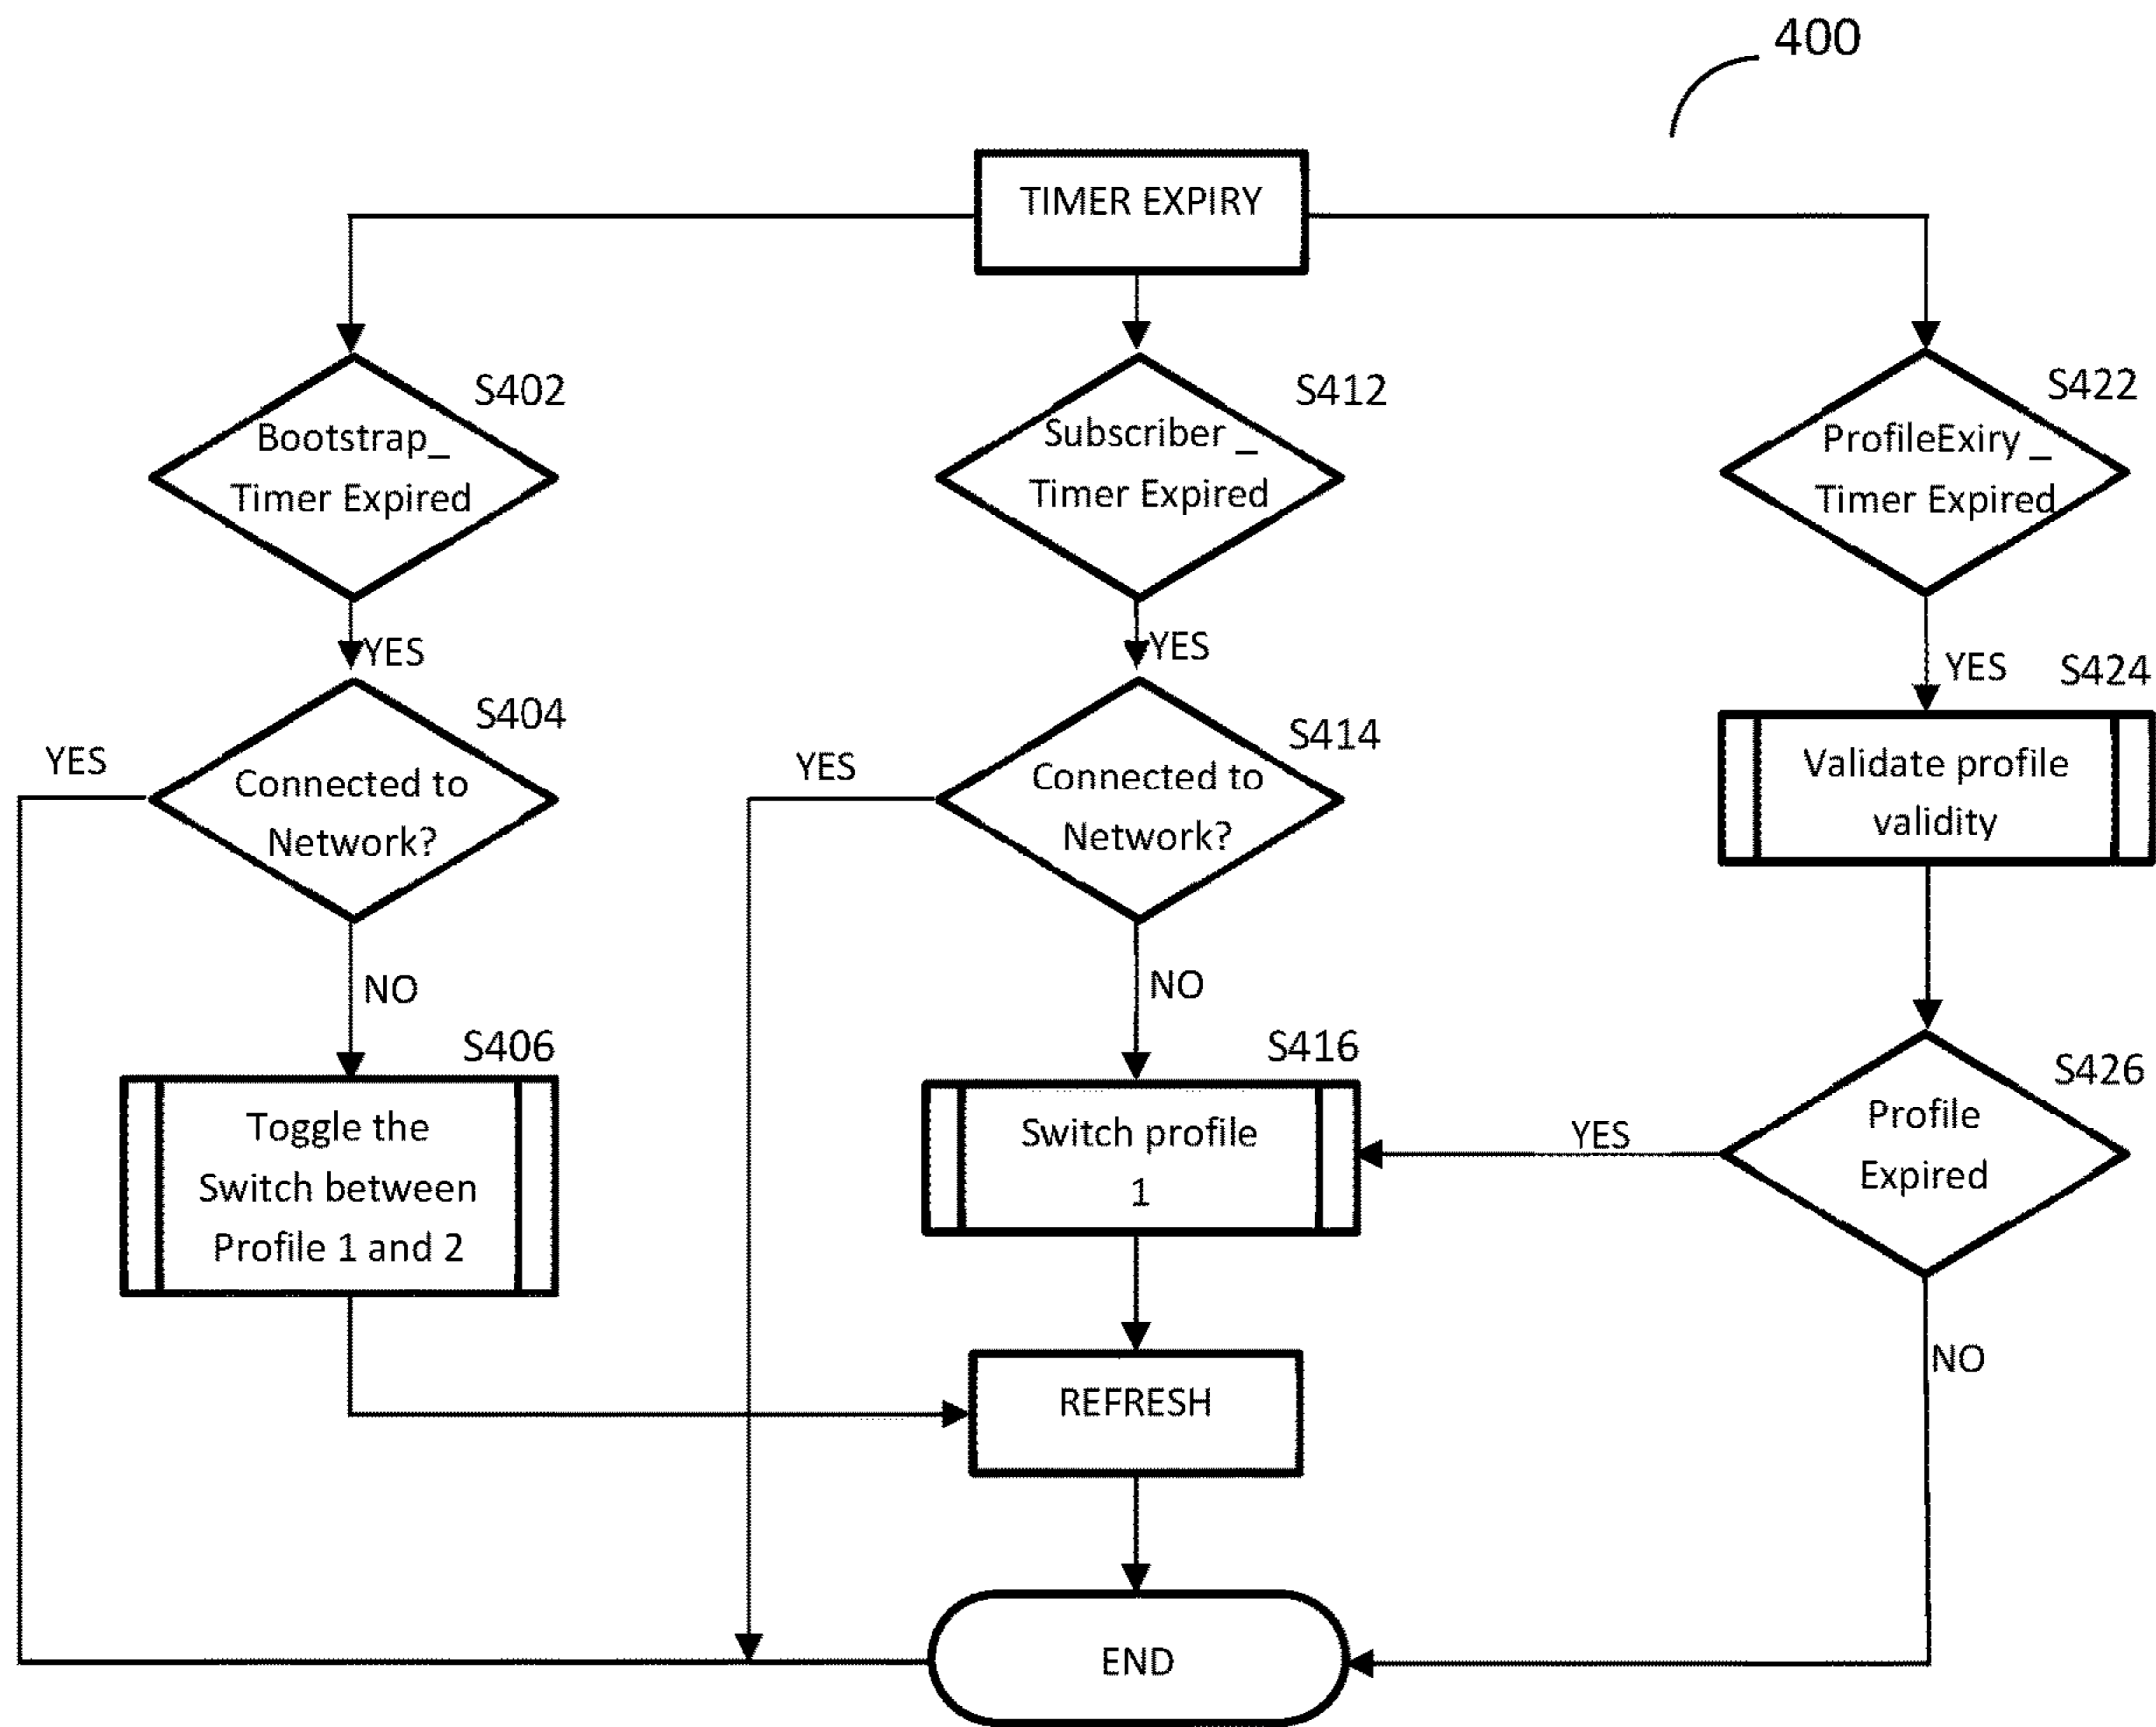 400
TIMER EXPIRY
S402
Bootstrap_
Timer Expired
S412
Subscriber _
Timer Expired
S422
ProfileExiry _
Timer Expired
YES
YES
YES
S404
Connected to
Network?
YES
S414
Connected to
Network?
YES
S424
Validate profile
validity
NO
NO
S406
Toggle the
Switch between
Profile 1 and 2
S416
Switch profile
1
YES
S426
Profile
Expired
REFRESH
NO
END